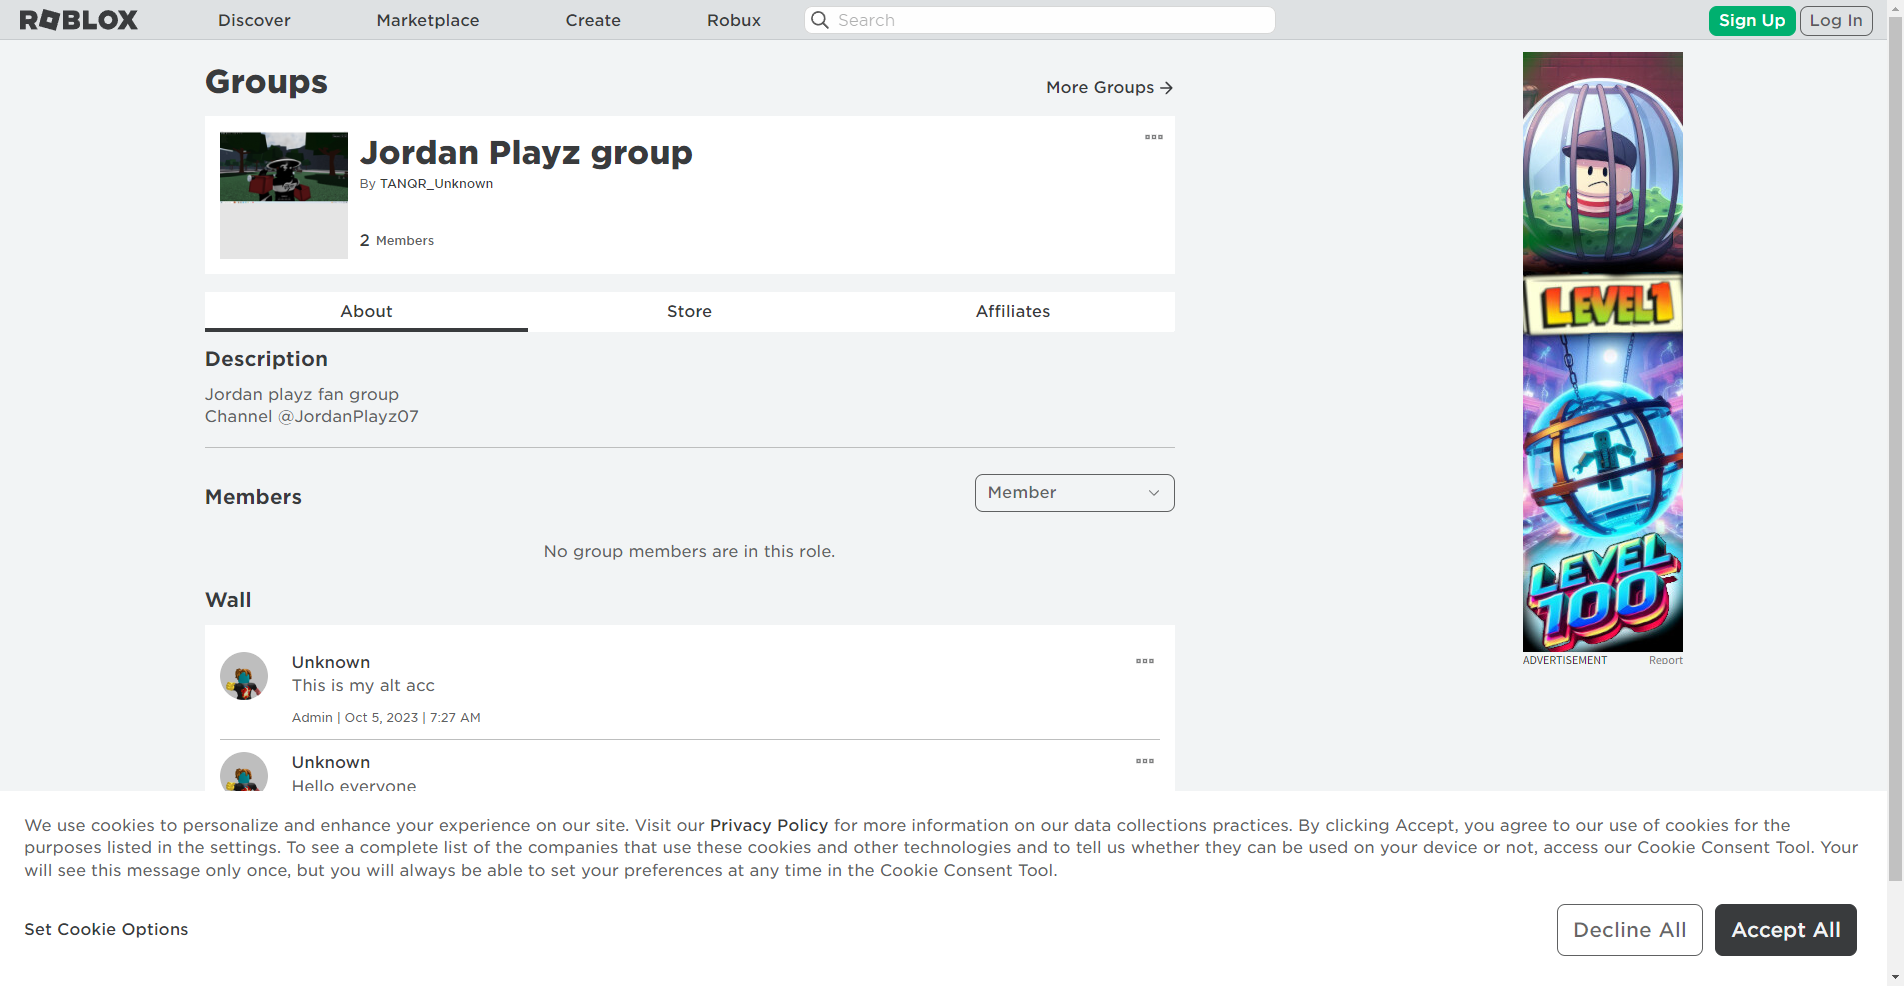 ROBLOX Discover Marketplace Create Robux Search Sign Up Log In
Groups
More Groups
Jordan Playz group
By TANQR_Unknown
2 Members
About Store Affiliates
Description
Jordan playz fan group
Channel @JordanPlayz07
Members
Member
No group members are in this role.
Wall
Unknown
This is my alt acc
Admin | Oct 5, 2023 | 7:27 AM
Unknown
Hello everyone
LEVEL 1
LEVEL
100
ADVERTISEMENT Report
We use cookies to personalize and enhance your experience on our site. Visit our Privacy Policy for more information on our data collections practices. By clicking Accept, you agree to our use of cookies for the
purposes listed in the settings. To see a complete list of the companies that use these cookies and other technologies and to tell us whether they can be used on your device or not, access our Cookie Consent Tool. Your
will see this message only once, but you will always be able to set your preferences at any time in the Cookie Consent Tool.
Set Cookie Options
Decline All
Accept All